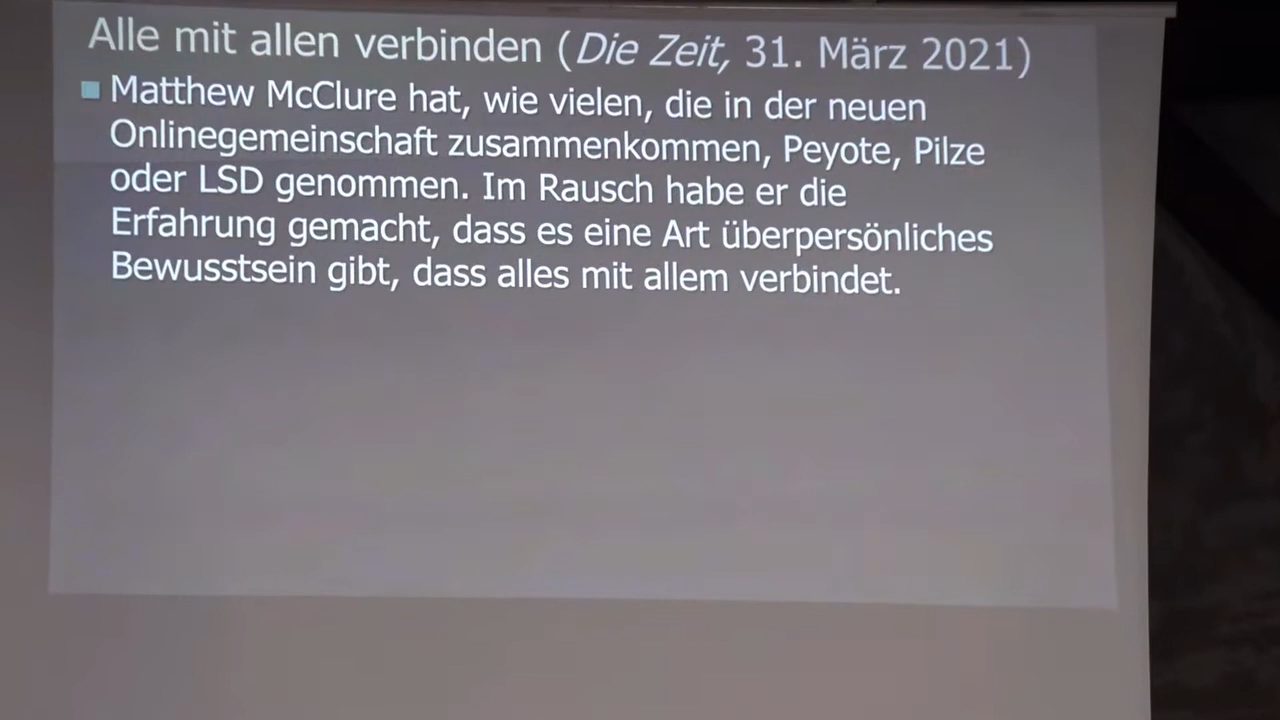 Alle mit allen verbinden (Die Zeit, 31. März 2021)
Matthew McClure hat, wie vielen, die in der neuen
Onlinegemeinschaft zusammenkommen, Peyote, Pilze
oder LSD genommen. Im Rausch habe er die
Erfahrung gemacht, dass es eine Art überpersönliches
Bewusstsein gibt, dass alles mit allem verbindet.